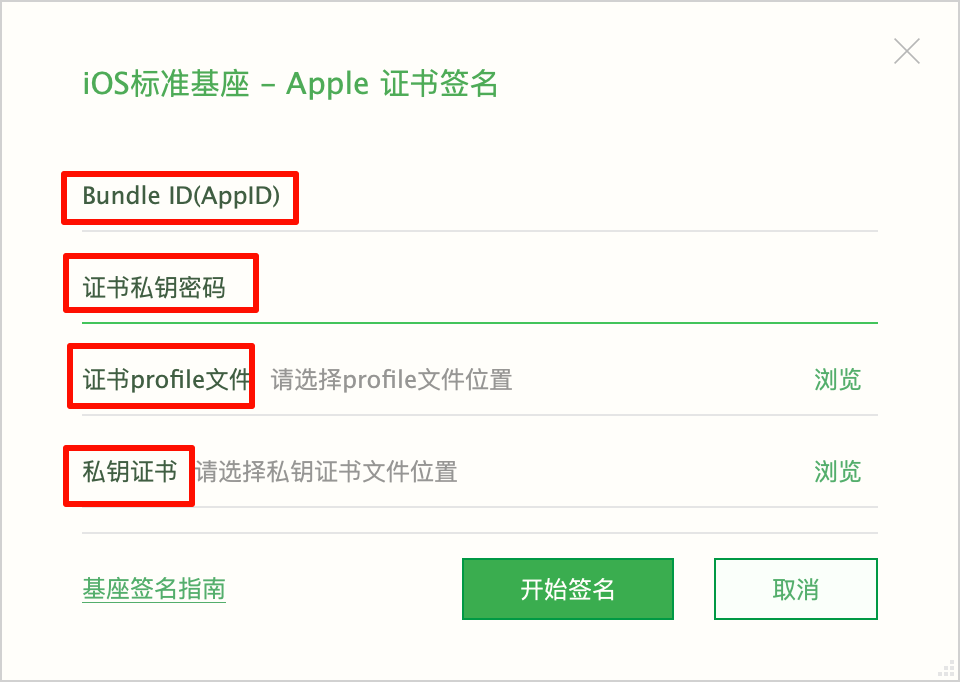 iOS标准基座 – Apple 证书签名
Bundle ID(AppID)
证书私钥密码
证书profile文件 请选择profile文件位置 浏览
私钥证书 请选择私钥证书文件位置 浏览
基座签名指南 开始签名 取消